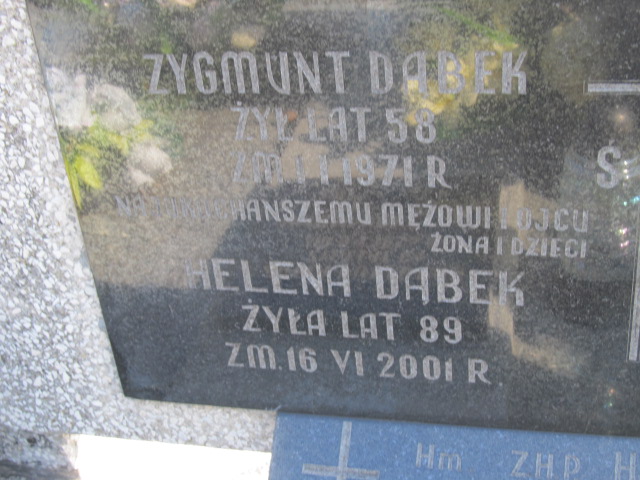 ZYGMUNT DĄBEK
ŻYŁ LAT 58
ZM 1 I 1971 R
NAJUKOCHAŃSZEMU MĘŻOWI I OJCU
ŻONA I DZIECI
HELENA DĄBEK
ŻYŁA LAT 89
ZM. 16 VI 2001 R.
Ś
Hm ZHP H